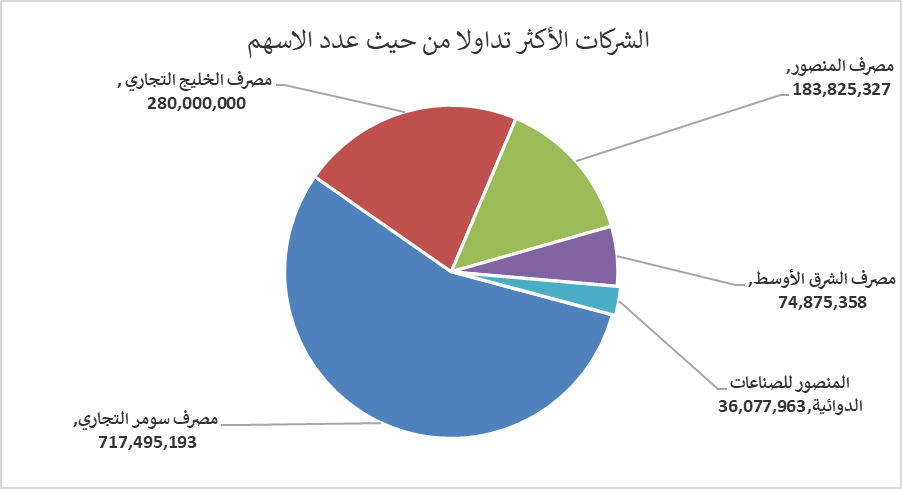 الشركات الأكثر تداولا من حيث عدد الاسهم
مصرف المنصور,
183,825,327
مصرف الخليج التجاري ,
280,000,000
مصرف الشرق الأوسط,
74,875,358
المنصور للصناعات
الدوائية,36,077,963
مصرف سومر التجاري,
717,495,193